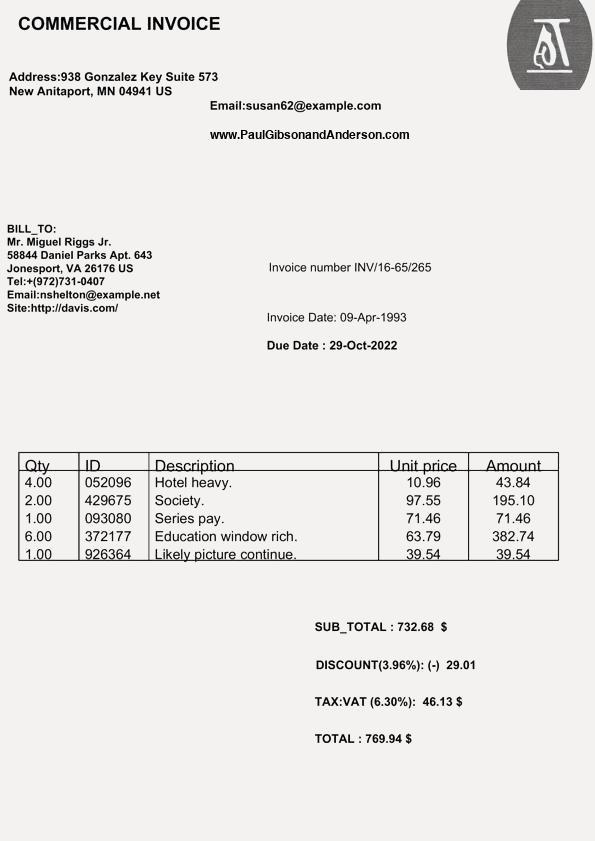 COMMERCIAL INVOICE
Address:938 Gonzalez Key Suite 573
New Anitaport, MN 04941 US
Email:susan62@example.com
www.PaulGibsonandAnderson.com
BILL_TO:
Mr. Miguel Riggs Jr.
58844 Daniel Parks Apt. 643
Jonesport, VA 26176 US
Tel:+(972)731-0407
Email:nshelton@example.net
Site:http://davis.com/
Invoice number INV/16-65/265
Invoice Date: 09-Apr-1993
Due Date : 29-Oct-2022
Qty ID Description Unit price Amount
4.00 052096 Hotel heavy. 10.96 43.84
2.00 429675 Society. 97.55 195.10
1.00 093080 Series pay. 71.46 71.46
6.00 372177 Education window rich. 63.79 382.74
1.00 926364 Likely picture continue. 39.54 39.54
SUB_TOTAL : 732.68 $
DISCOUNT(3.96%): (-) 29.01
TAX:VAT (6.30%): 46.13 $
TOTAL : 769.94 $